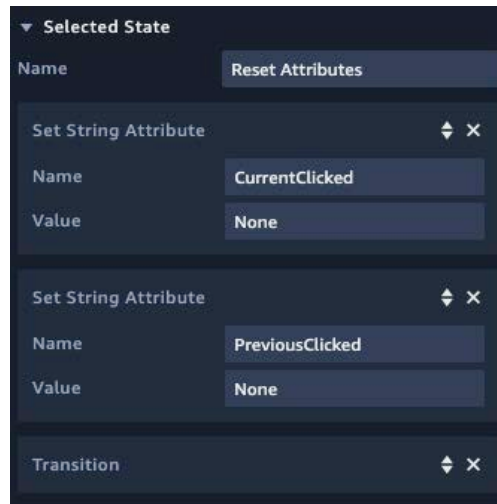 Selected State
Name Reset Attributes
Set String Attribute
Name CurrentClicked
Value None
Set String Attribute
Name PreviousClicked
Value None
Transition